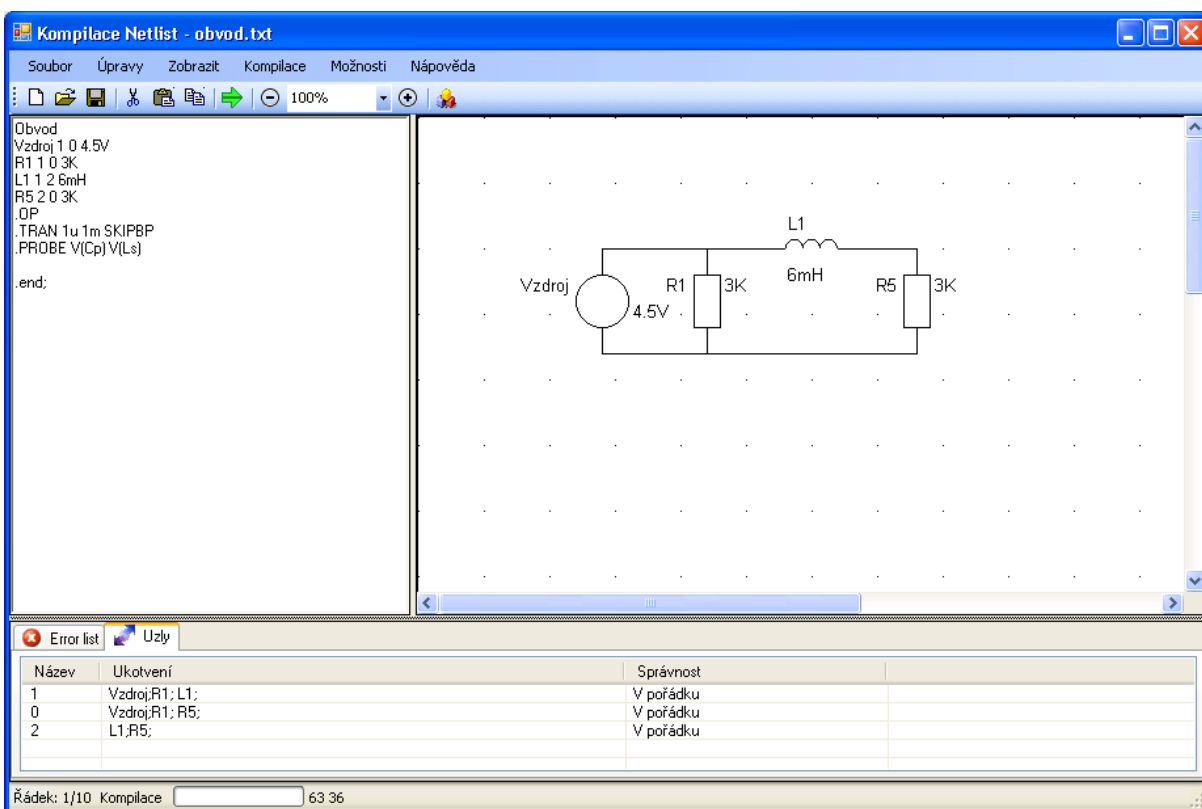 Kompilace Netlist - obvod.txt
Soubor Úpravy Zobrazit Kompilace Možnosti Nápověda
100%
Obvod
Vzdroj 1 0 4.5V
R1 1 0 3K
L1 1 2 6mH
R5 2 0 3K
.OP
.TRAN 1u 1m SKIPBP
.PROBE V(Cp) V(Ls)
.end;
L1
6mH
Vzdroj
4.5V
R1
3K
R5
3K
Error list
Uzly
Název Ukotvení Správnost
1 Vzdroj;R1; L1; V pořádku
0 Vzdroj;R1; R5; V pořádku
2 L1;R5; V pořádku
Řádek: 1/10 Kompilace 63 36